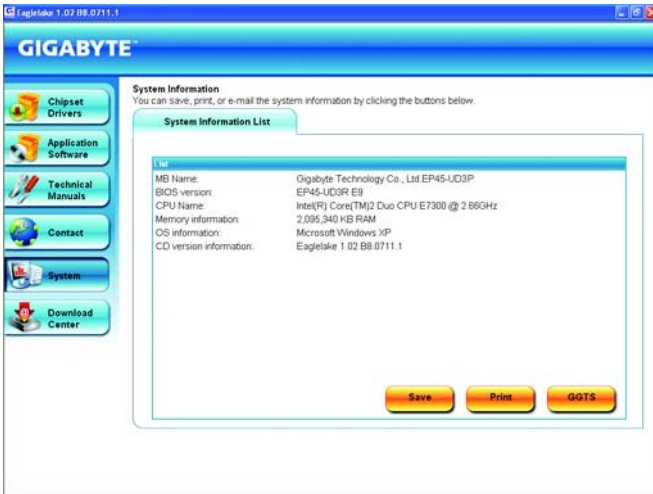 Eaglelake 1.02 B8.0711.1
GIGABYTE™
Chipset
Drivers
Application
Software
Technical
Manuals
Contact
System
Download
Center
System Information
You can save, print, or e-mail the system information by clicking the buttons below.
System Information List
List
MB Name: Gigabyte Technology Co., Ltd.EP45-UD3P
BIOS version: EP45-UD3R E9
CPU Name: Intel(R) Core(TM)2 Duo CPU E7300 @ 2.66GHz
Memory information: 2,095,340 KB RAM
OS information: Microsoft Windows XP
CD version information: Eaglelake 1.02 B8.0711.1
Save Print GGTS